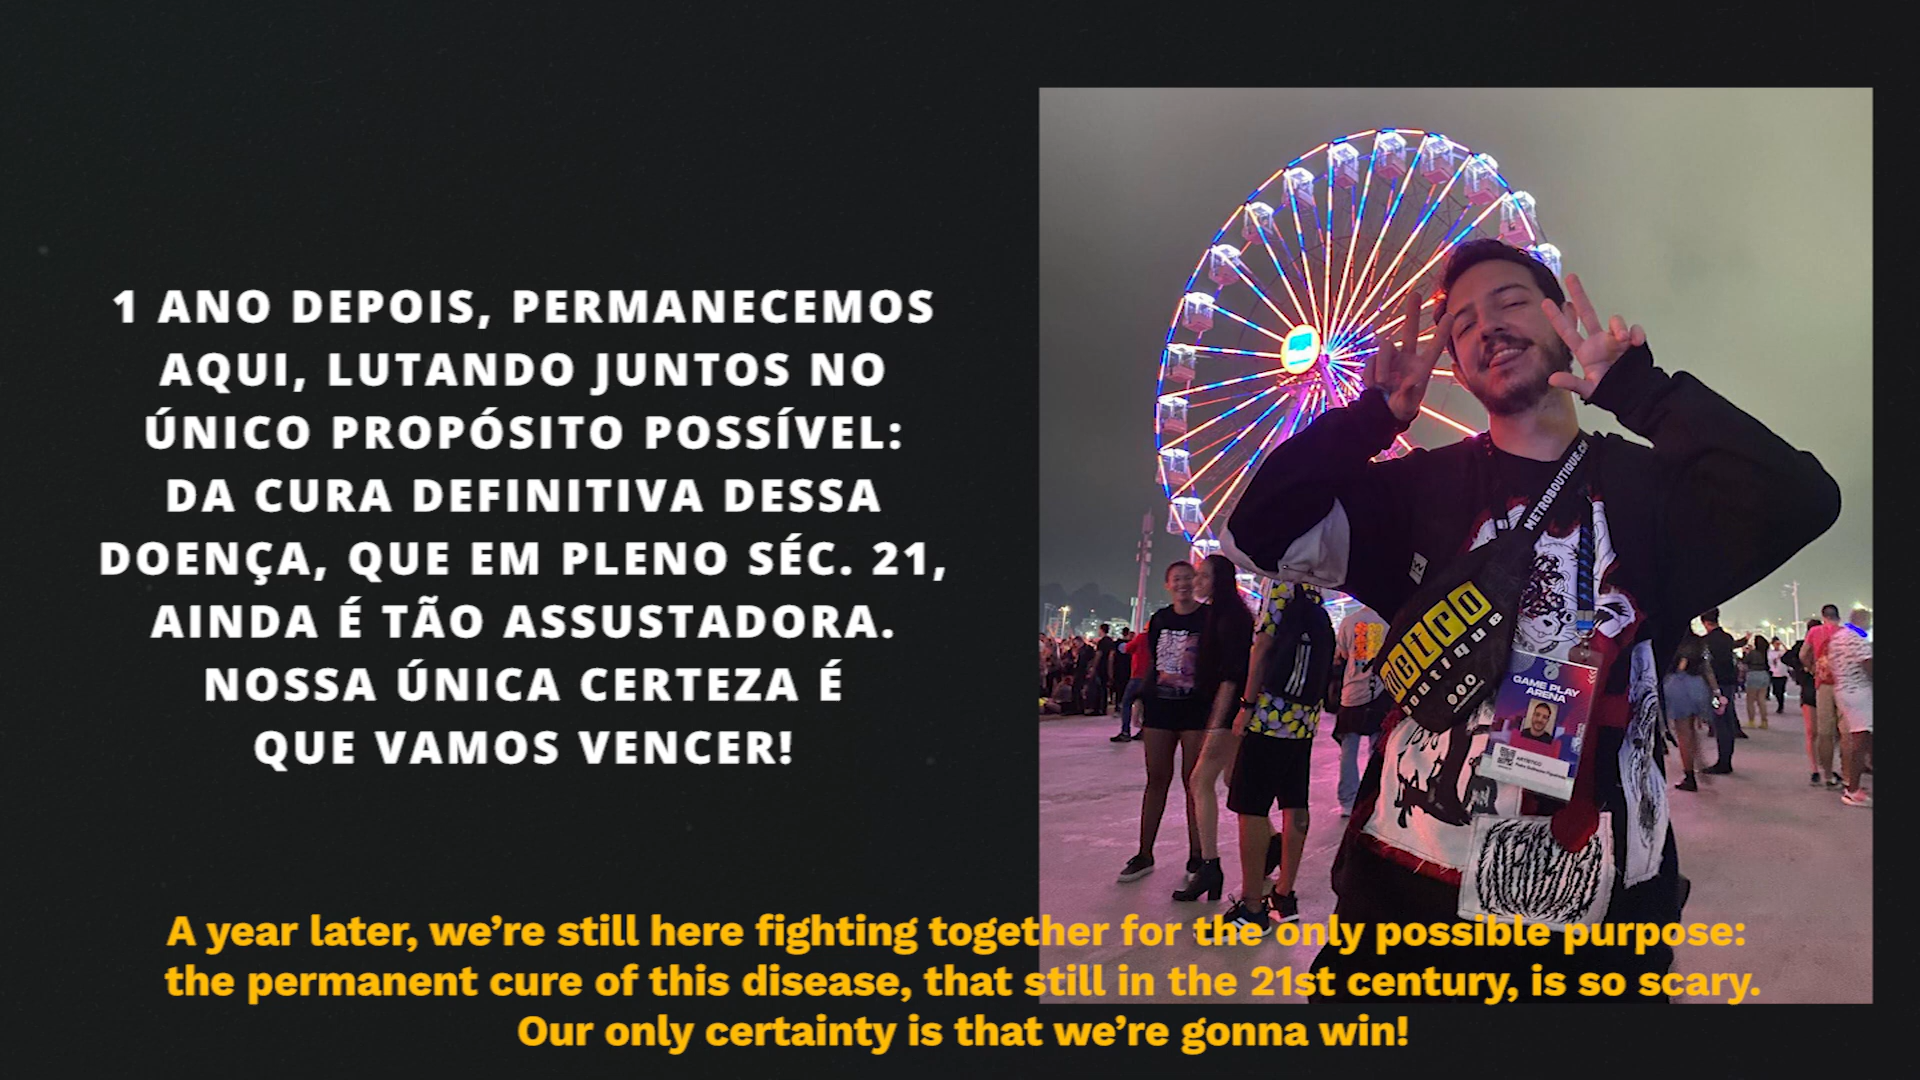 1 ANO DEPOIS, PERMANECEMOS
AQUI, LUTANDO JUNTOS NO
ÚNICO PROPÓSITO POSSÍVEL:
DA CURA DEFINITIVA DESSA
DOENÇA, QUE EM PLENO SÉC. 21,
AINDA É TÃO ASSUSTADORA.
NOSSA ÚNICA CERTEZA É
QUE VAMOS VENCER!
METROBOUTIQUE.C
metro
boutique
GAME PLAY
ARENA
ARTÍSTICO
A year later, we’re still here fighting together for the only possible purpose:
the permanent cure of this disease, that still in the 21st century, is so scary.
Our only certainty is that we’re gonna win!